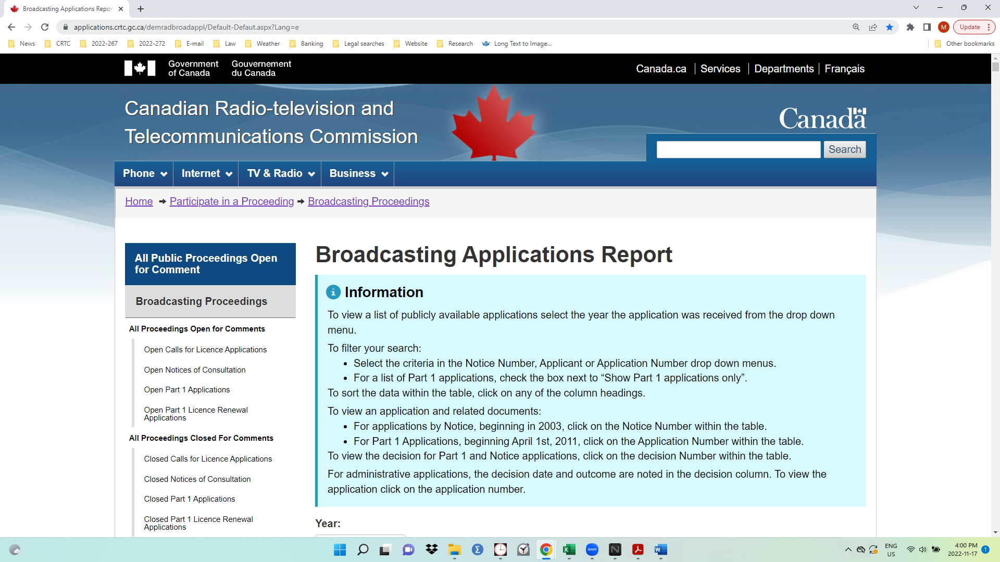 Broadcasting Applications Repor
applications.crtc.gc.ca/demradbroadappl/Default-Defaut.aspx?Lang=e
M
Update
News
CRTC
2022-267
2022-272
E-mail
Law
Weather
Banking
Legal searches
Website
Research
Long Text to Image...
Other bookmarks
Government of Canada
Gouvernement du Canada
Canada.ca
Services
Departments
Français
Canadian Radio-television and
Telecommunications Commission
Canada
Search
Phone
Internet
TV & Radio
Business
Home
Participate in a Proceeding
Broadcasting Proceedings
All Public Proceedings Open
for Comment
Broadcasting Proceedings
All Proceedings Open for Comments
Open Calls for Licence Applications
Open Notices of Consultation
Open Part 1 Applications
Open Part 1 Licence Renewal
Applications
All Proceedings Closed For Comments
Closed Calls for Licence Applications
Closed Notices of Consultation
Closed Part 1 Applications
Closed Part 1 Licence Renewal
Applications
Broadcasting Applications Report
Information
To view a list of publicly available applications select the year the application was received from the drop down
menu.
To filter your search:
• Select the criteria in the Notice Number, Applicant or Application Number drop down menus.
• For a list of Part 1 applications, check the box next to “Show Part 1 applications only”.
To sort the data within the table, click on any of the column headings.
To view an application and related documents:
• For applications by Notice, beginning in 2003, click on the Notice Number within the table.
• For Part 1 Applications, beginning April 1st, 2011, click on the Application Number within the table.
To view the decision for Part 1 and Notice applications, click on the decision Number within the table.
For administrative applications, the decision date and outcome are noted in the decision column. To view the
application click on the application number.
Year:
zoom
ENG
US
4:00 PM
2022-11-17
1